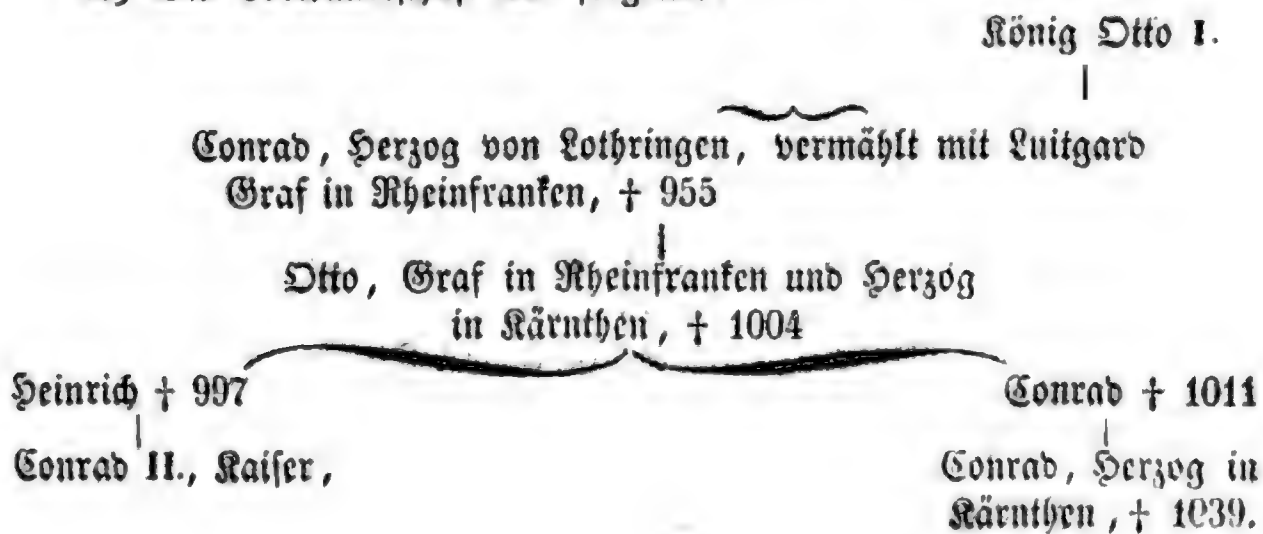 König Otto I.
Conrad, Herzog von Lothringen, vermählt mit Luitgard
Graf in Rheinfranken, † 955
Otto, Graf in Rheinfranken und Herzog
in Kärnthen, † 1004
Heinrich † 997
Conrad † 1011
Conrad II., Kaiser,
Conrad, Herzog in
Kärnthen, † 1039.